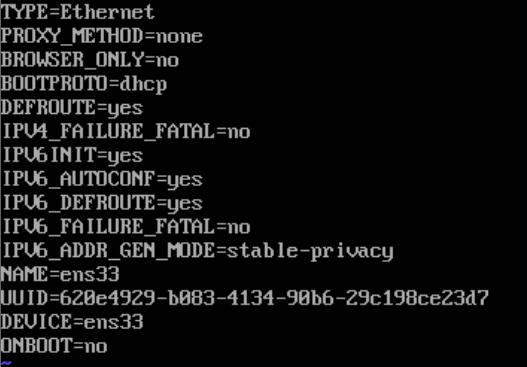 TYPE=Ethernet
PROXY_METHOD=none
BROWSER_ONLY=no
BOOTPROTO=dhcp
DEFROUTE=yes
IPV4_FAILURE_FATAL=no
IPV6INIT=yes
IPV6_AUTOCONF=yes
IPV6_DEFROUTE=yes
IPV6_FAILURE_FATAL=no
IPV6_ADDR_GEN_MODE=stable-privacy
NAME=ens33
UUID=620e4929-b083-4134-90b6-29c198ce23d7
DEVICE=ens33
ONBOOT=no
~